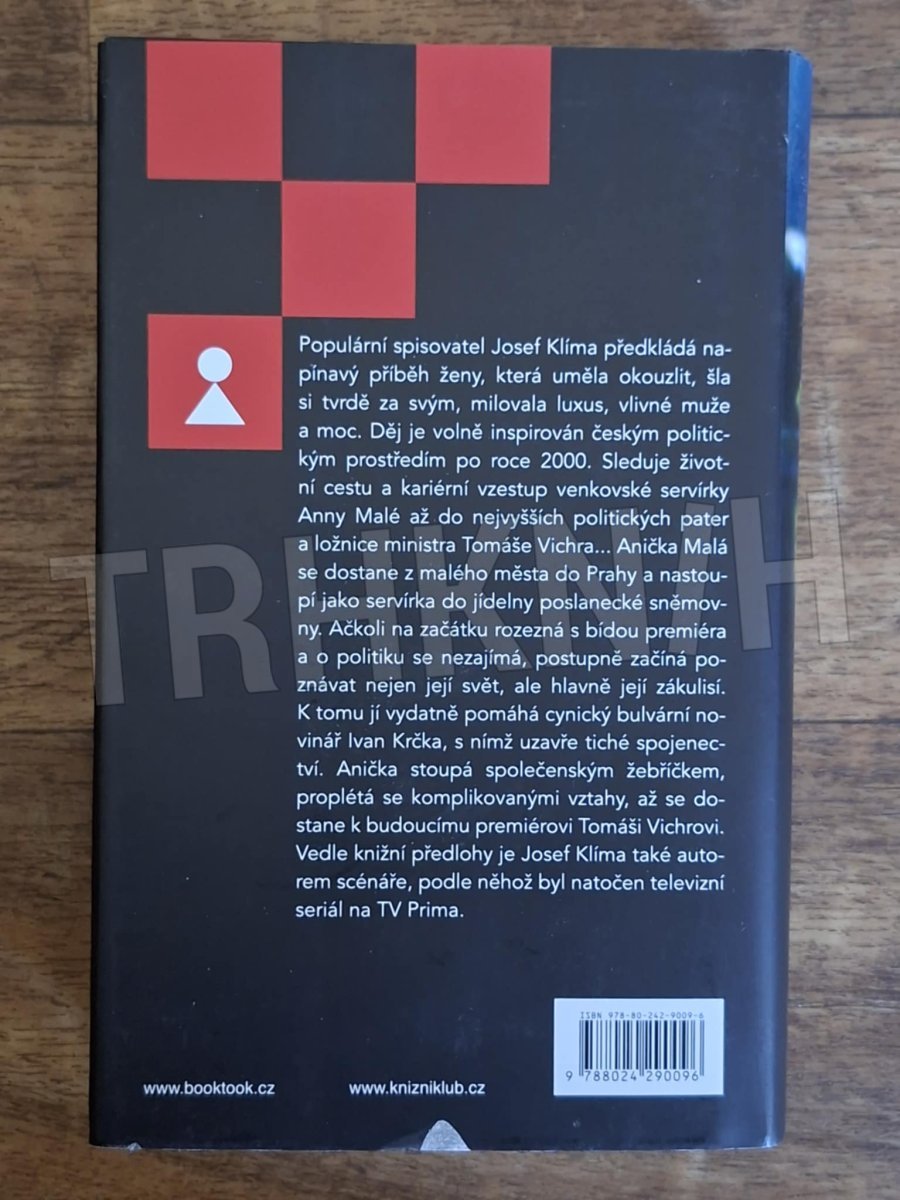 Populární spisovatel Josef Klíma předkládá na-
pínavý příběh ženy, která uměla okouzlit, šla
si tvrdě za svým, milovala luxus, vlivné muže
a moc. Děj je volně inspirován českým politic-
kým prostředím po roce 2000. Sleduje život-
ní cestu a kariérní vzestup venkovské servírky
Anny Malé až do nejvyšších politických pater
a ložnice ministra Tomáše Vichra... Anička Malá
se dostane z malého města do Prahy a nastou-
pí jako servírka do jídelny poslanecké sněmov-
ny. Ačkoli na začátku rozezná s bídou premiéra
a o politiku se nezajímá, postupně začíná po-
znávat nejen její svět, ale hlavně její zákulisí.
K tomu jí vydatně pomáhá cynický bulvární no-
vinář Ivan Krčka, s nímž uzavře tiché spojenec-
tví. Anička stoupá společenským žebříčkem,
proplétá se komplikovanými vztahy, až se do-
stane k budoucímu premiérovi Tomáši Vichrovi.
Vedle knižní předlohy je Josef Klíma také auto-
rem scénáře, podle něhož byl natočen televizní
seriál na TV Prima.
TRHKNIH
ISBN 978-80-242-9009-6
9 788024 290096
www.booktook.cz
www.knizniklub.cz